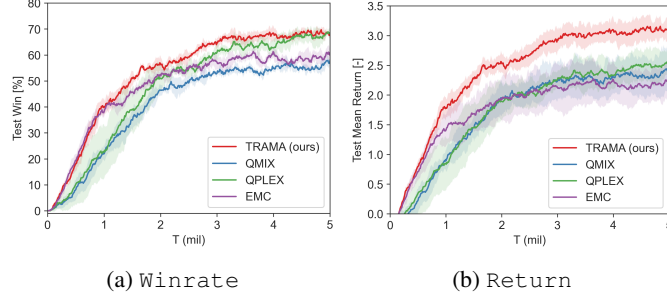 80
70
60
50
40
30
20
10
0
Test Win [%]
TRAMA (ours)
QMIX
QPLEX
EMC
0 1 2 3 4 5
T (mil)
(a) Winrate
3.5
3.0
2.5
2.0
1.5
1.0
0.5
0.0
Test Mean Return [-]
TRAMA (ours)
QMIX
QPLEX
EMC
0 1 2 3 4
T (mil)
(b) Return